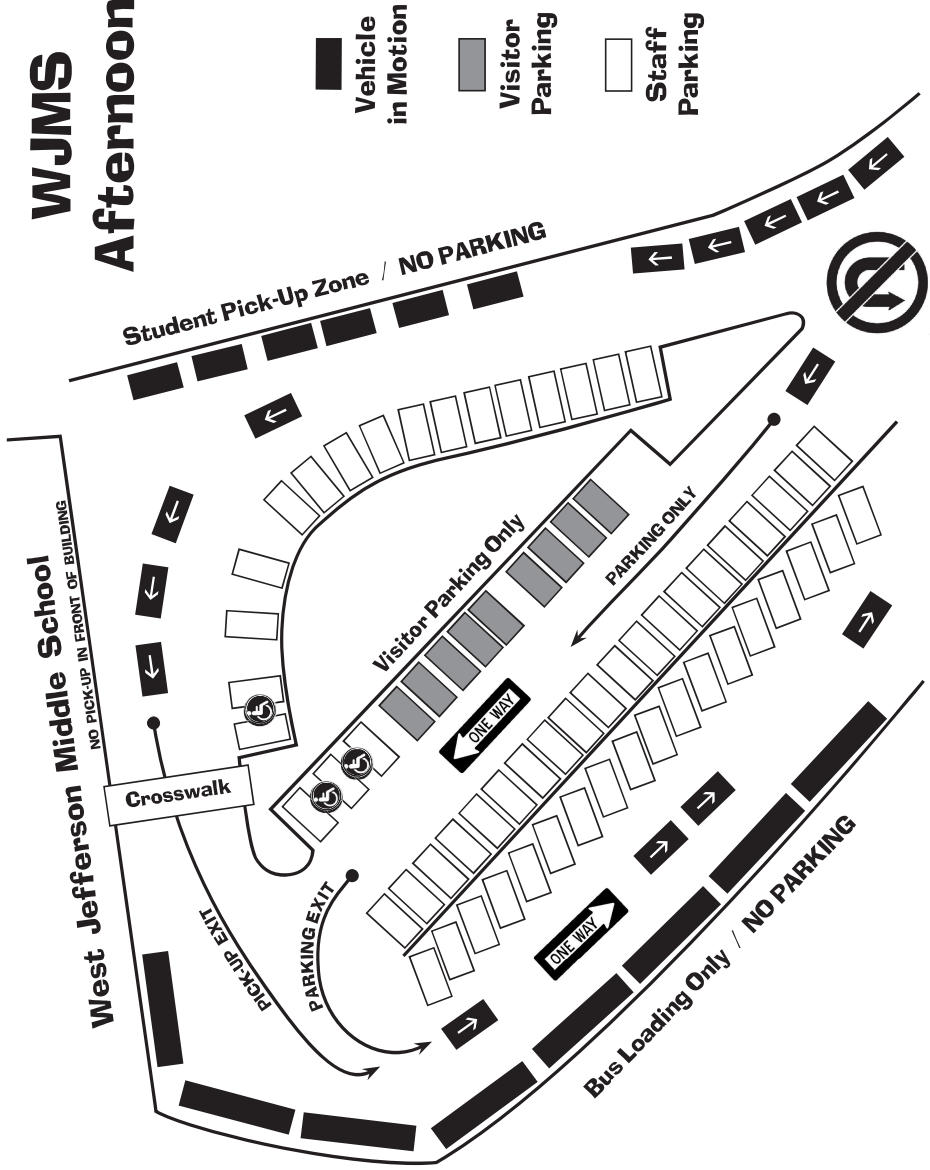 WJMS
Afternoon
Vehicle
in Motion
Visitor
Parking
Staff
Parking
Student Pick-Up Zone / NO PARKING
West Jefferson Middle School
NO PICK-UP IN FRONT OF BUILDING
Crosswalk
Visitor Parking Only
PARKING ONLY
ONE WAY
PICK-UP EXIT
PARKING EXIT
ONE WAY
Bus Loading Only / NO PARKING